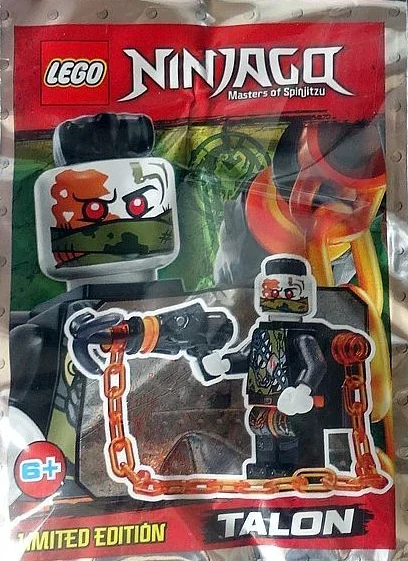 LEGO
NINJAGO
Masters of Spinjitzu
6+
LIMITED EDITION
TALON